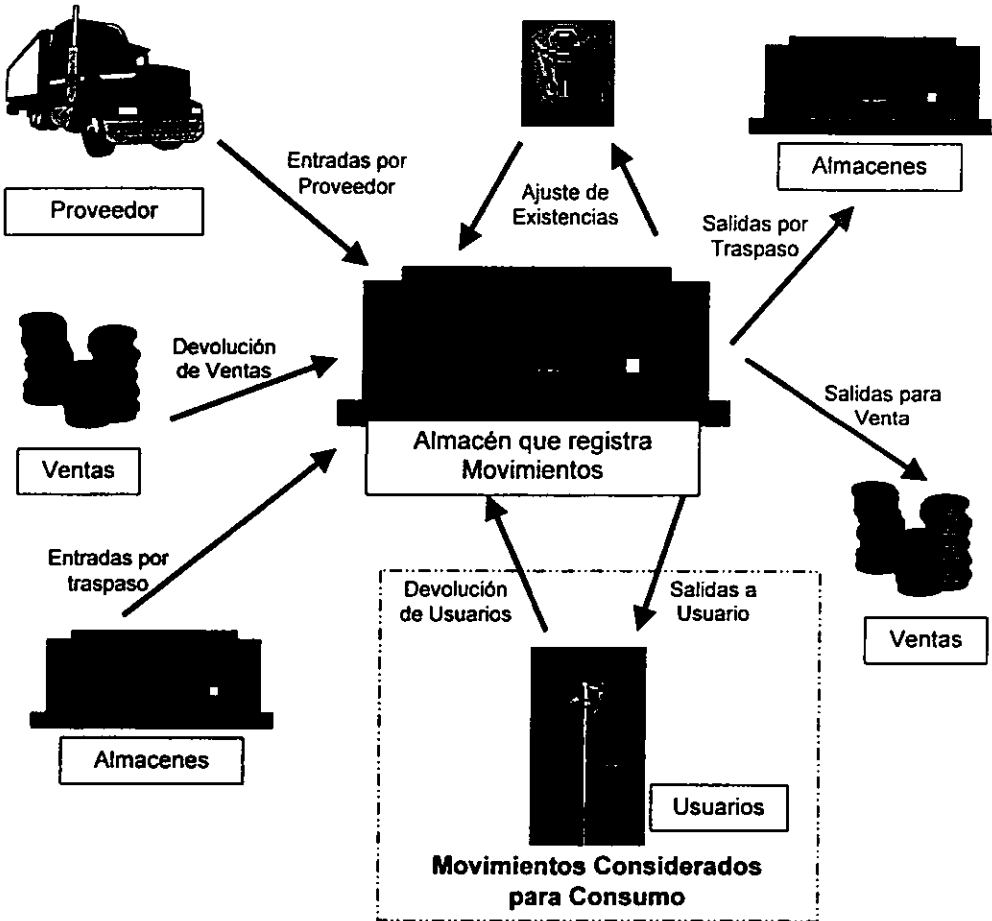 Entradas por
Proveedor
Proveedor
Ajuste de
Existencias
Almacenes
Salidas por
Traspaso
Devolución
de Ventas
Ventas
Almacén que registra
Movimientos
Salidas para
Venta
Ventas
Entradas por
traspaso
Almacenes
Devolución
de Usuarios
Salidas a
Usuario
Usuarios
Movimientos Considerados
para Consumo